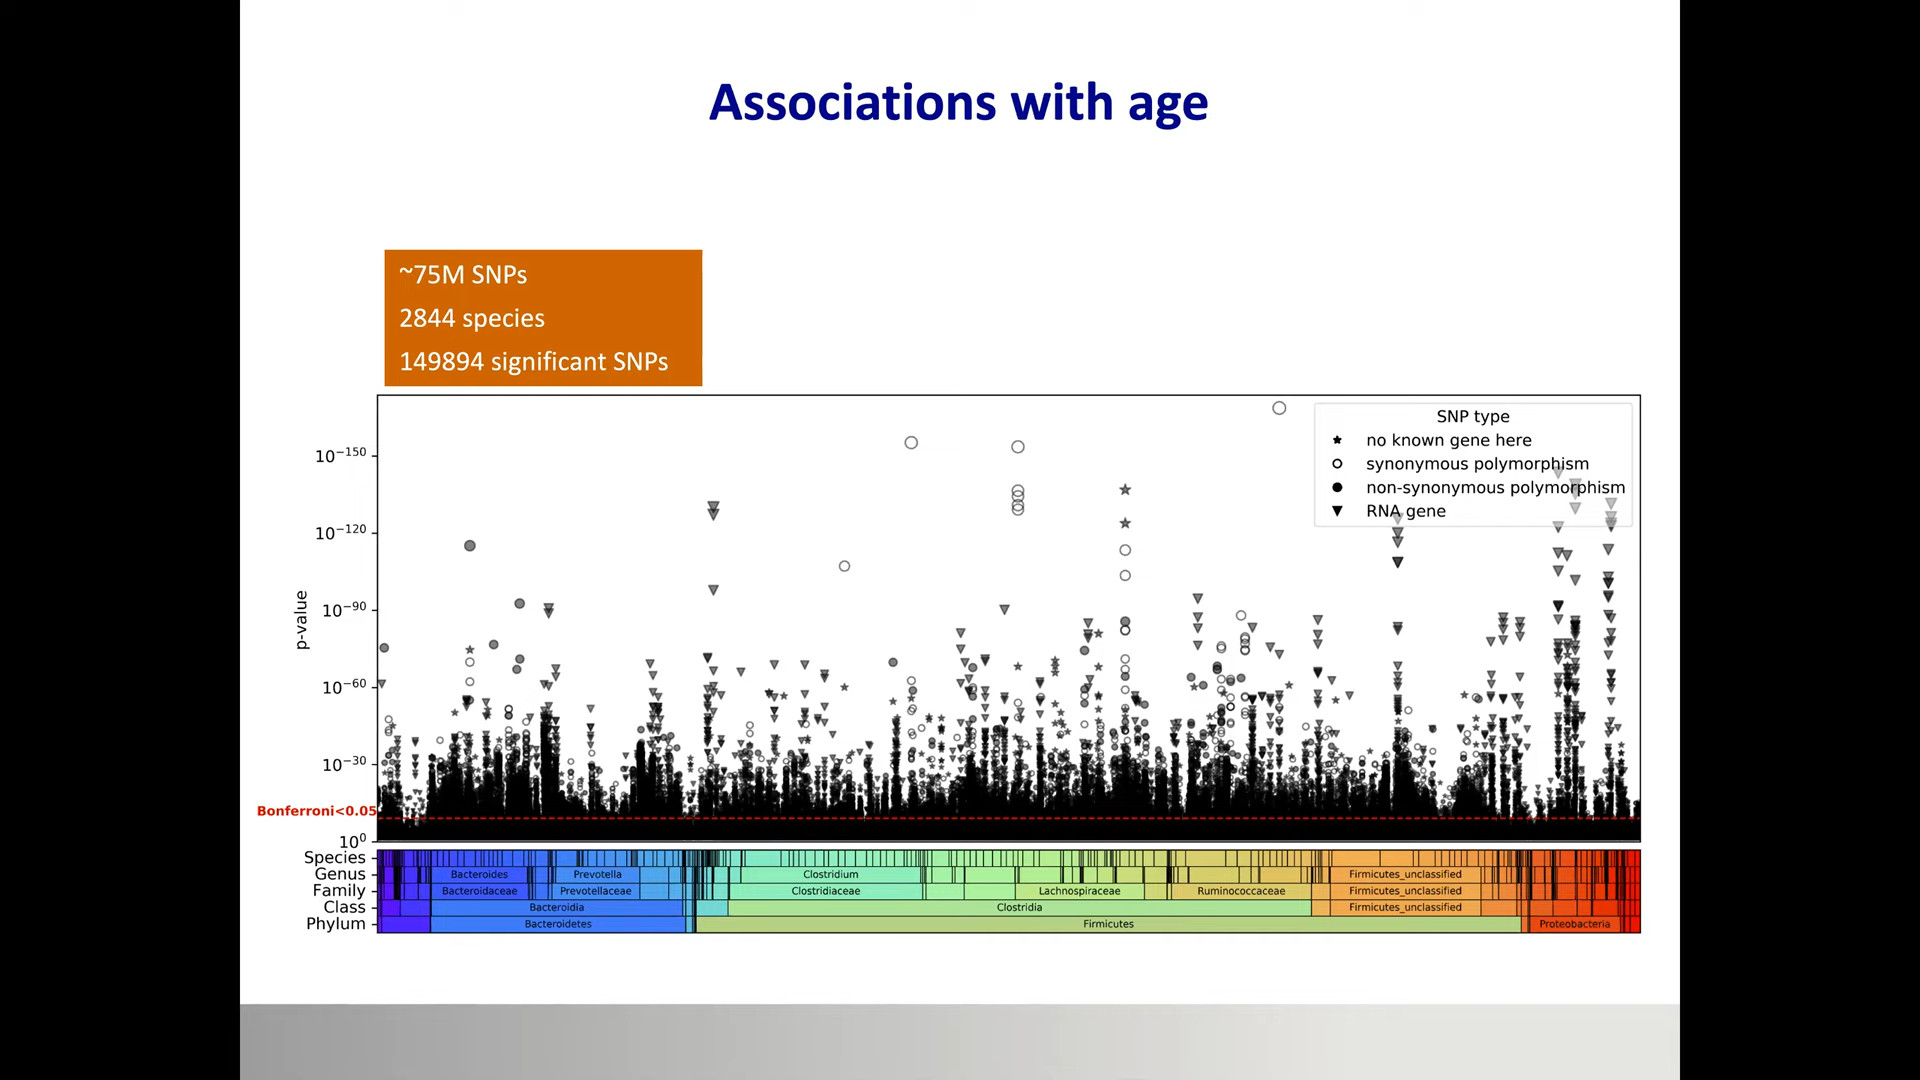 Associations with age
~75M SNPs
2844 species
149894 significant SNPs
SNP type
no known gene here
synonymous polymorphism
non-synonymous polymorphism
RNA gene
10⁻¹⁵⁰
10⁻¹²⁰
10⁻⁹⁰
10⁻⁶⁰
10⁻³⁰
10⁰
p-value
Bonferroni<0.05
Species
Genus Bacteroides Prevotella Clostridium Firmicutes_unclassified
Family Bacteroidaceae Prevotellaceae Clostridiaceae Lachnospiraceae Ruminococcaceae Firmicutes_unclassified
Class Bacteroidia Clostridia Firmicutes_unclassified
Phylum Bacteroidetes Firmicutes Proteobacteria